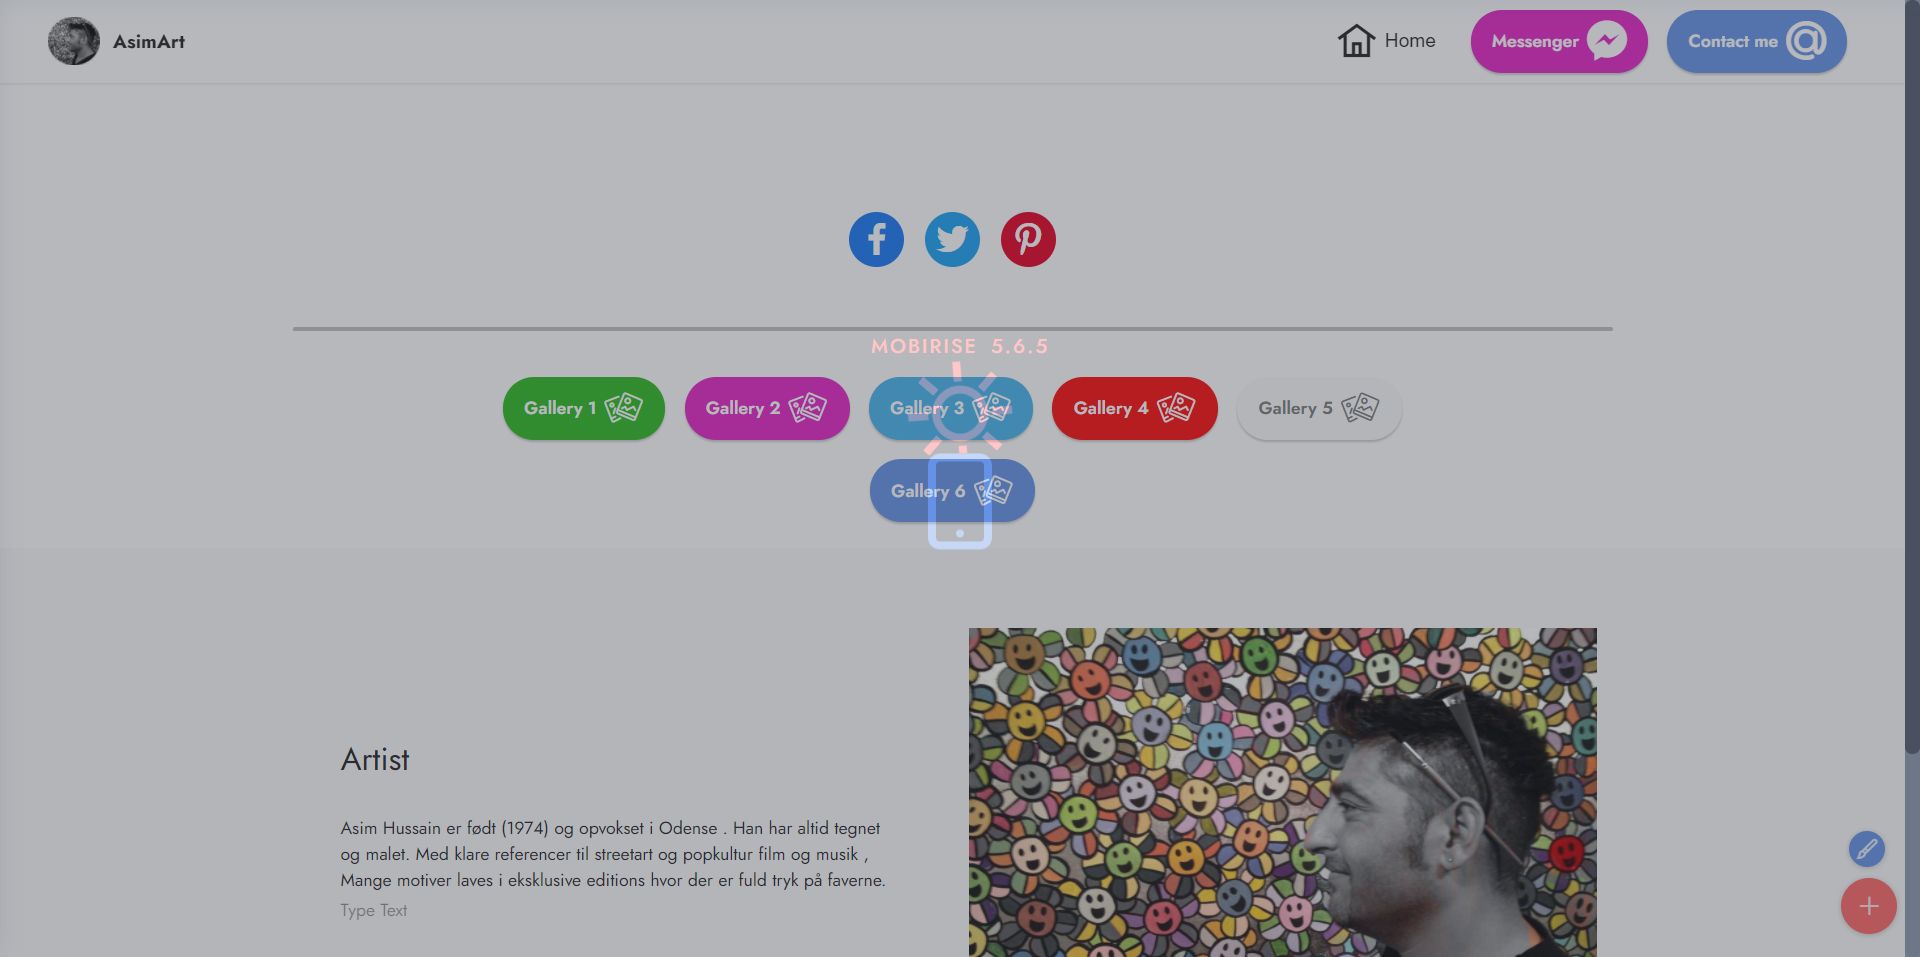 AsimArt
Home
Messenger
Contact me
MOBIRISE 5.6.5
Gallery 1
Gallery 2
Gallery 3
Gallery 4
Gallery 5
Gallery 6
Artist
Asim Hussain er født (1974) og opvokset i Odense . Han har altid tegnet
og malet. Med klare referencer til streetart og popkultur film og musik ,
Mange motiver laves i eksklusive editions hvor der er fuld tryk på faverne.
Type Text